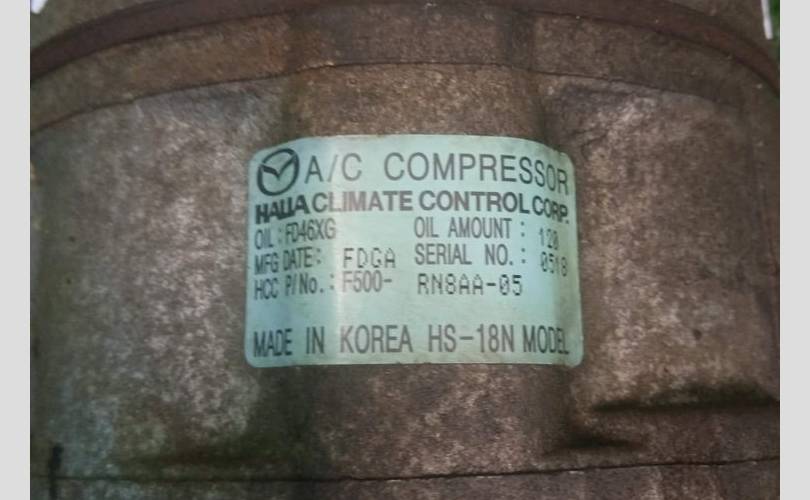 A/C COMPRESSOR
HALLA CLIMATE CONTROL CORP.
OIL : FD46XG OIL AMOUNT : 120
MFG DATE : FDGA SERIAL NO. : 0518
HCC P/No. : F500- RN8AA-05
MADE IN KOREA HS-18N MODEL